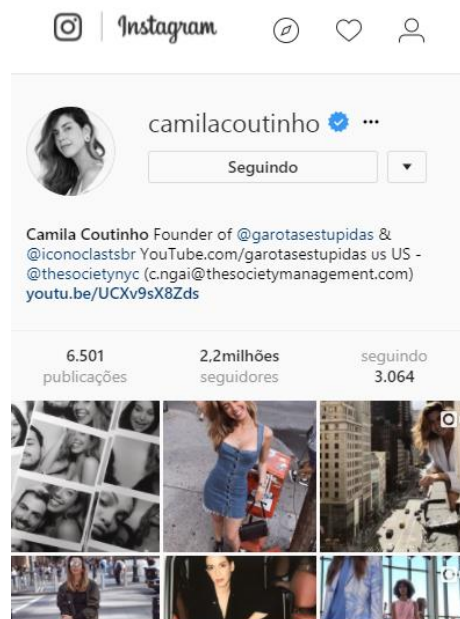 Instagram
camilacoutinho
Seguindo
Camila Coutinho Founder of @garotasestupidas &
@iconoclastsbr YouTube.com/garotasestupidas us US -
@thesocietynyc (c.ngai@thesocietymanagement.com)
youtu.be/UCXv9sX8Zds
6.501 2,2milhões seguindo
publicações seguidores 3.064